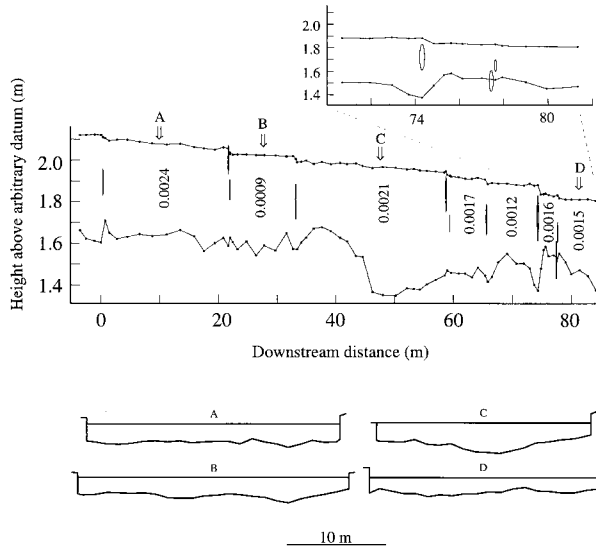 2.0
1.8
1.6
1.4
74
80
Height above arbitrary datum (m)
2.0
1.8
1.6
1.4
A
B
C
D
0.0024
0.0009
0.0021
0.0017
0.0012
0.0016
0.0015
0
20
40
60
80
Downstream distance (m)
A
C
B
D
10 m